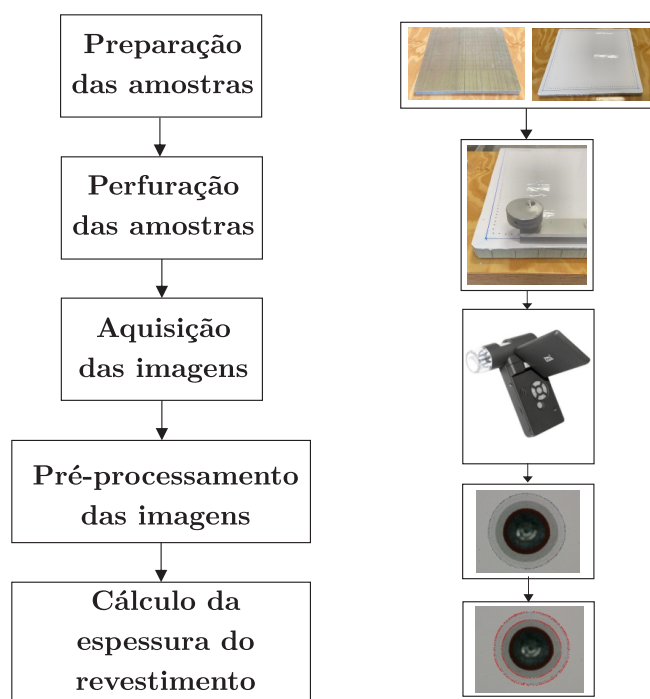 Preparação
das amostras
Perfuração
das amostras
Aquisição
das imagens
Pré-processamento
das imagens
Cálculo da
espessura do
revestimento